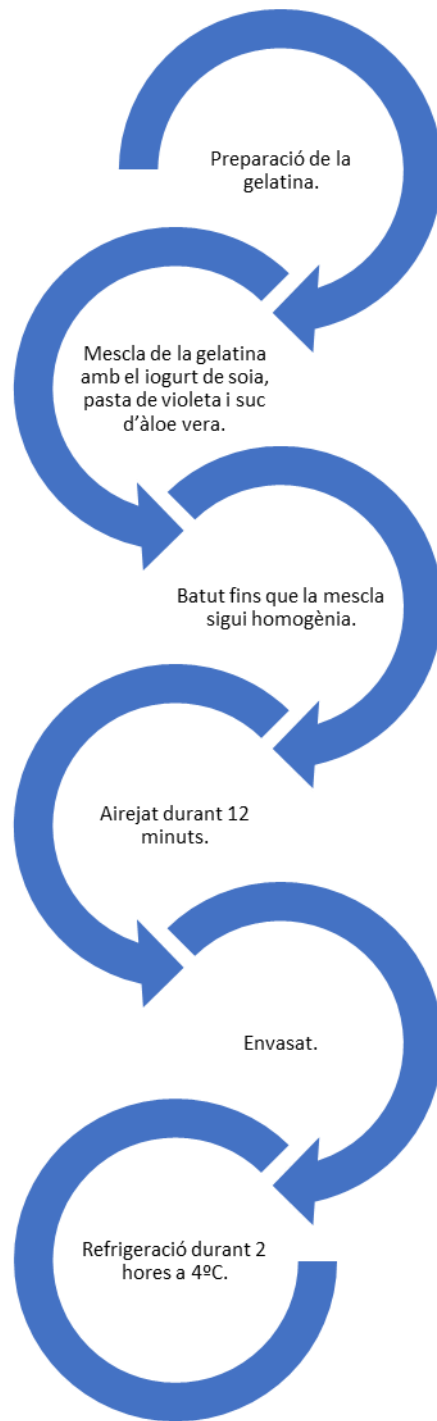 Preparació de la
gelatina.
Mescla de la gelatina
amb el iogurt de soia,
pasta de violeta i suc
d'àloe vera.
Batut fins que la mescla
sigui homogènia.
Airejat durant 12
minuts.
Envasat.
Refrigeració durant 2
hores a 4ºC.